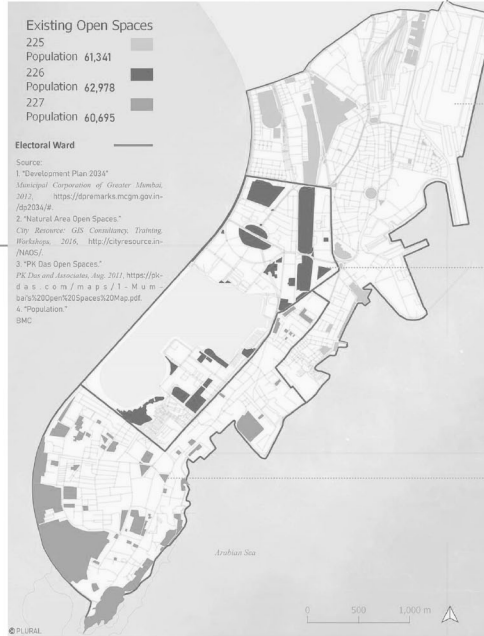 Existing Open Spaces
225
Population 61,341
226
Population 62,978
227
Population 60,695
Electoral Ward
Source:
1. "Development Plan 2034"
Municipal Corporation of Greater Mumbai,
2012, https://dpremarks.mcgm.gov.in-
/dp2034/#.
2. "Natural Area Open Spaces."
City Resource: GIS Consultancy, Training
Workshops, 2016, http://cityresource.in-
/NAOS/.
3. "PK Das Open Spaces."
PK Das and Associates, Aug. 2011, https://pk-
das.com/maps/1-Mum-
bai's%20Open%20Spaces%20Map.pdf.
4. "Population."
BMC
Arabian Sea
0 500 1,000 m
© PLURAL